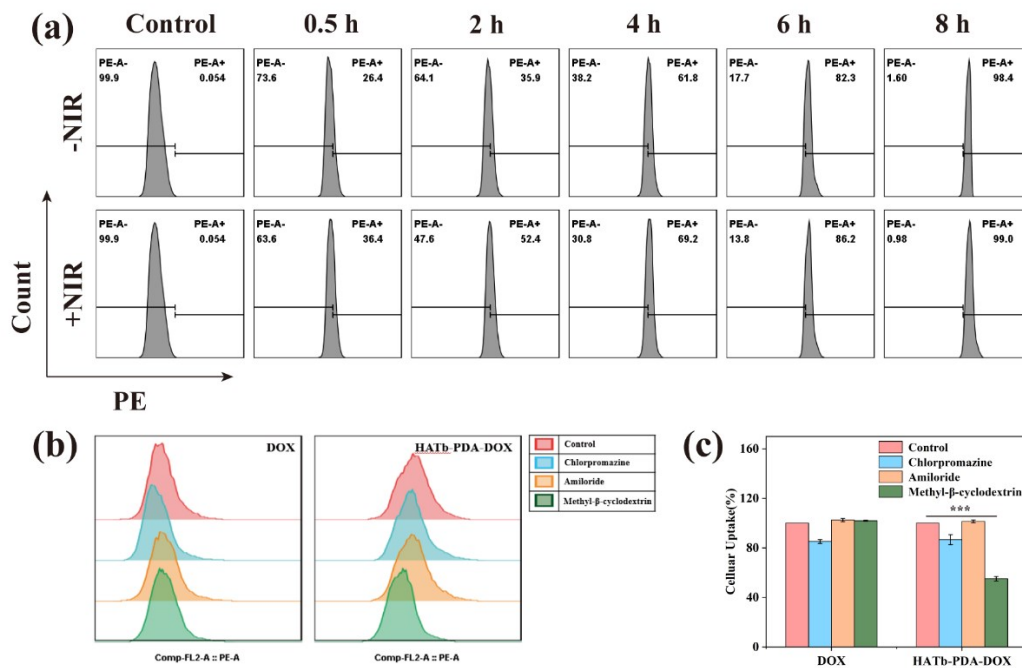 (a)
Control 0.5 h 2 h 4 h 6 h 8 h
-NIR
PE-A- PE-A+
99.9 0.054
PE-A- PE-A+
73.6 26.4
PE-A- PE-A+
64.1 35.9
PE-A- PE-A+
38.2 61.8
PE-A- PE-A+
17.7 82.3
PE-A- PE-A+
1.60 98.4
+NIR
PE-A- PE-A+
99.9 0.054
PE-A- PE-A+
63.6 36.4
PE-A- PE-A+
47.6 52.4
PE-A- PE-A+
30.8 69.2
PE-A- PE-A+
13.8 86.2
PE-A- PE-A+
0.98 99.0
Count
PE
(b)
DOX
Comp-FL2-A :: PE-A
HATb-PDA-DOX
Comp-FL2-A :: PE-A
Control
Chlorpromazine
Amiloride
Methyl-β-cyclodextrin
(c)
Celluar Uptake(%)
160
120
80
40
0
Control
Chlorpromazine
Amiloride
Methyl-β-cyclodextrin
***
DOX HATb-PDA-DOX